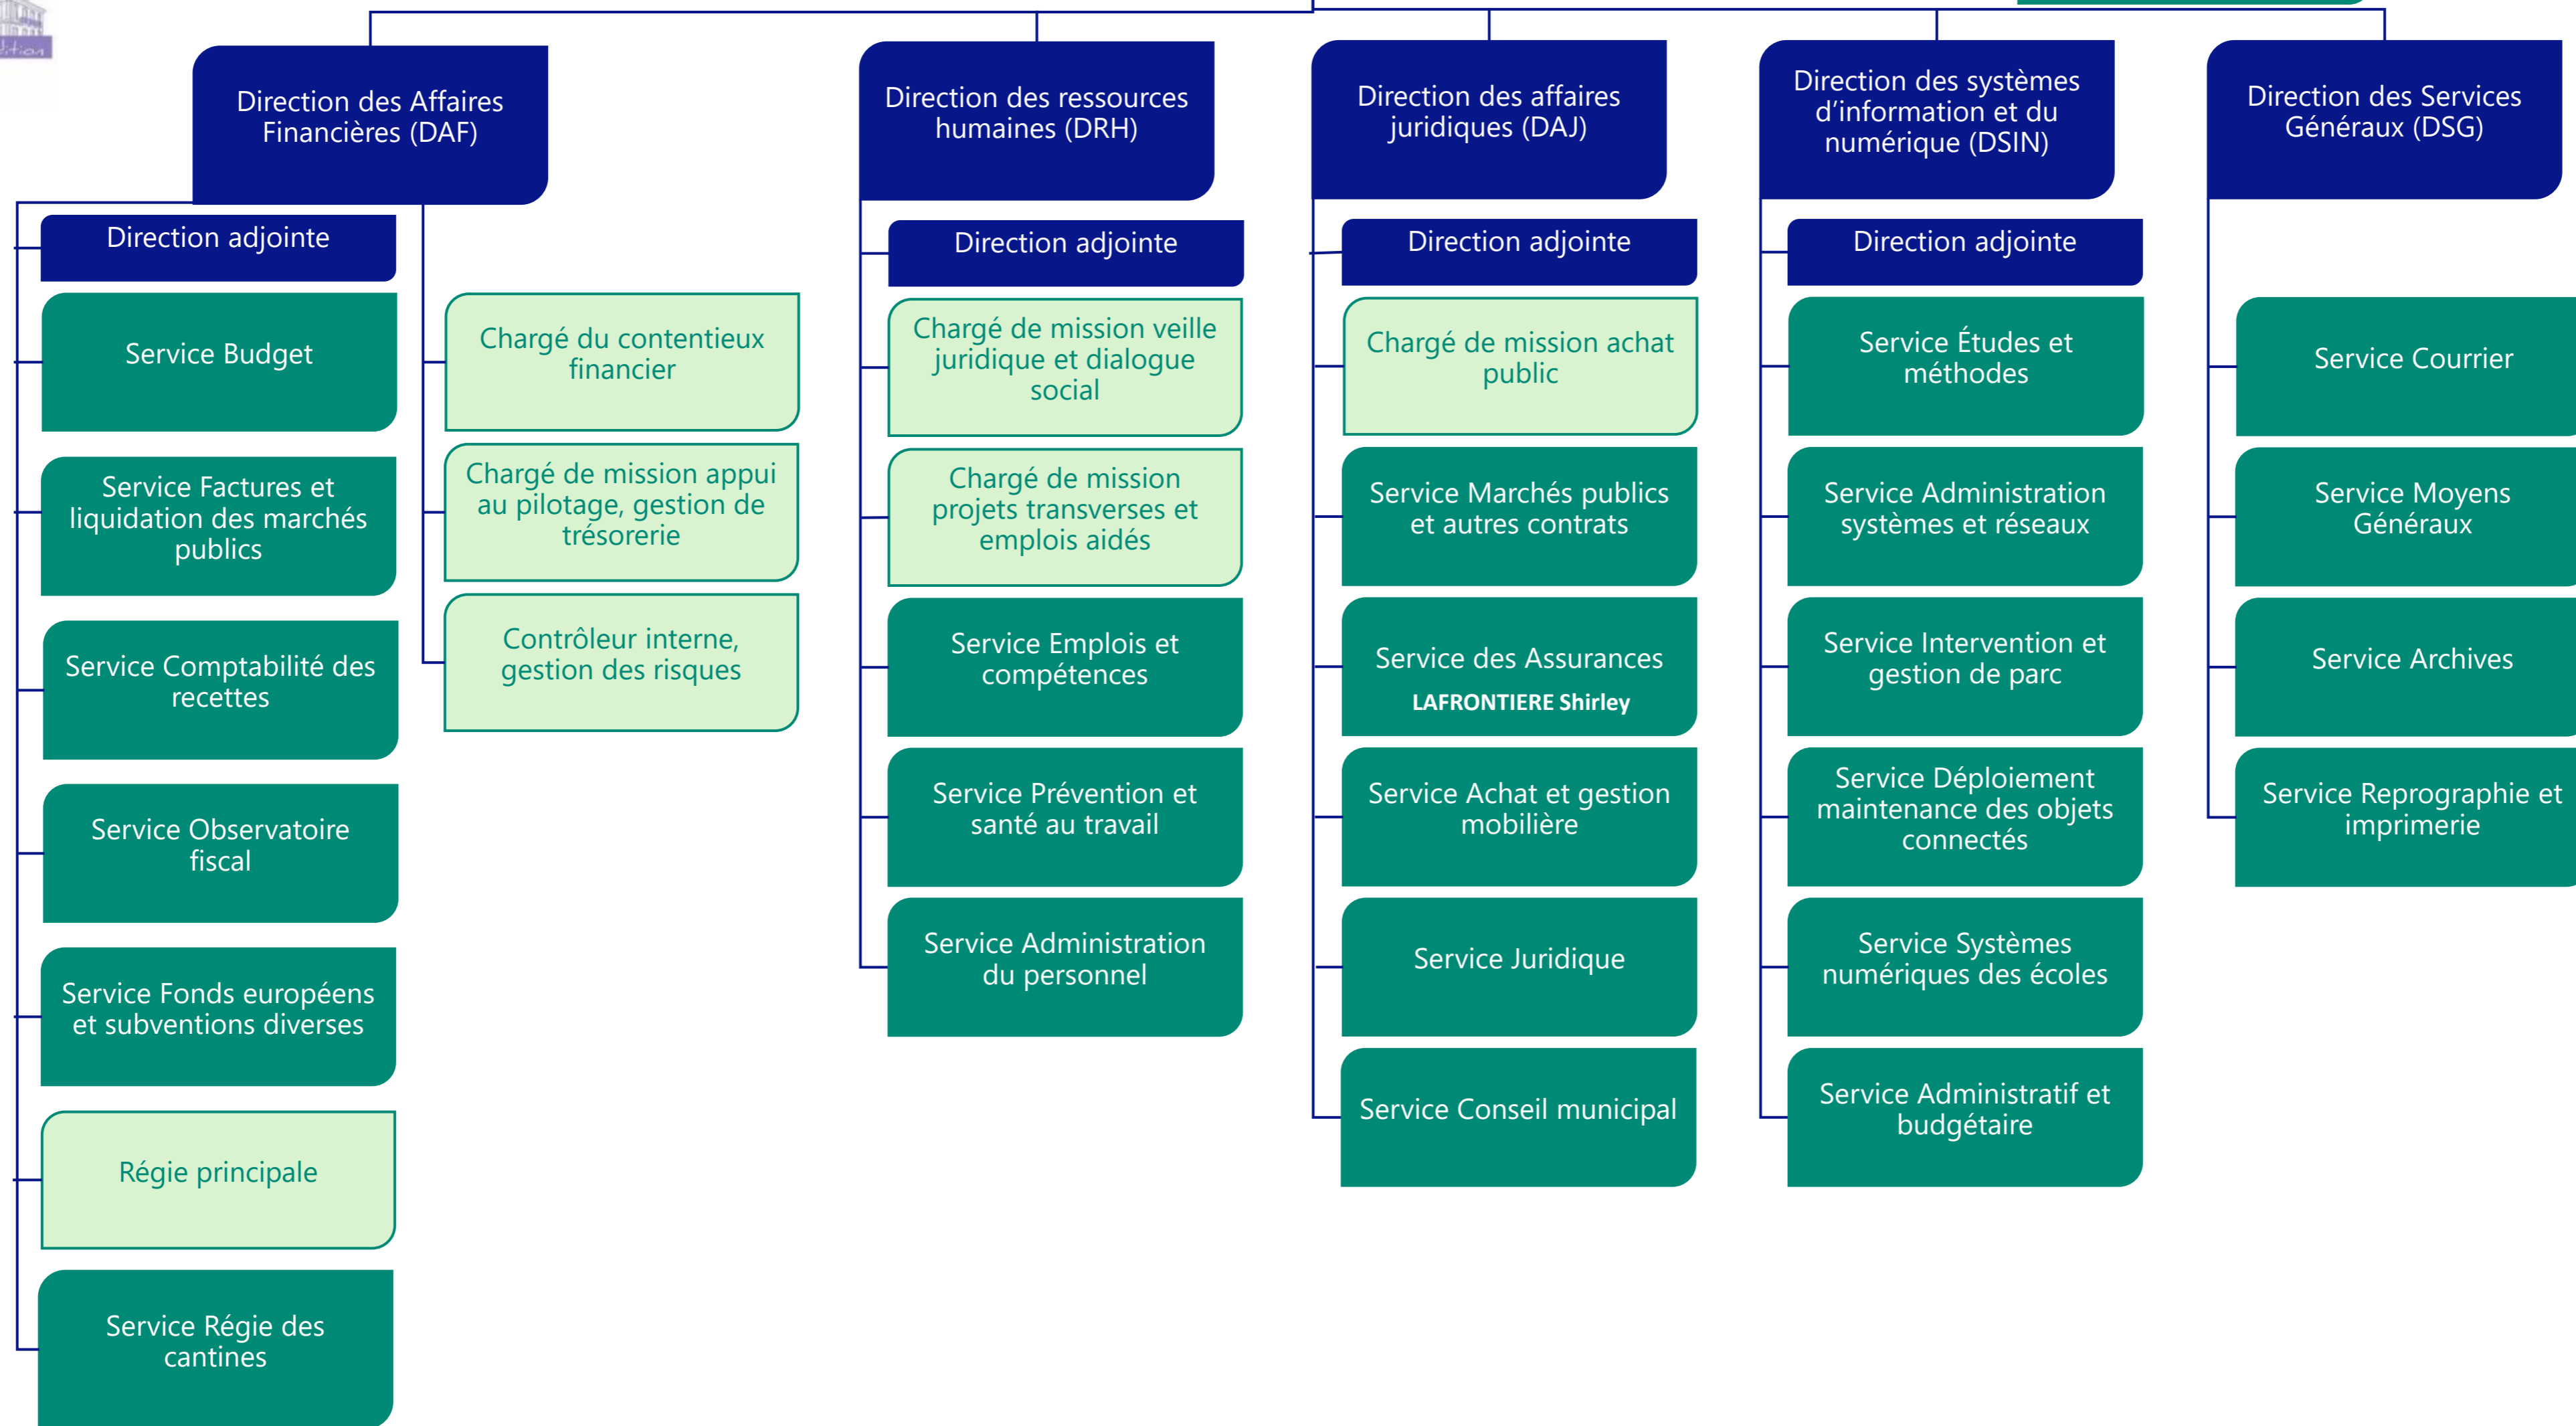 Direction des Affaires
Financières (DAF)
Direction adjointe
Service Budget
Service Factures et
liquidation des marchés
publics
Service Comptabilité des
recettes
Service Observatoire
fiscal
Service Fonds européens
et subventions diverses
Régie principale
Service Régie des
cantines
Chargé du contentieux
financier
Chargé de mission appui
au pilotage, gestion de
trésorerie
Contrôleur interne,
gestion des risques
Direction des ressources
humaines (DRH)
Direction adjointe
Chargé de mission veille
juridique et dialogue
social
Chargé de mission
projets transverses et
emplois aidés
Service Emplois et
compétences
Service Prévention et
santé au travail
Service Administration
du personnel
Direction des affaires
juridiques (DAJ)
Direction adjointe
Chargé de mission achat
public
Service Marchés publics
et autres contrats
Service des Assurances
LAFRONTIERE Shirley
Service Achat et gestion
mobilière
Service Juridique
Service Conseil municipal
Direction des systèmes
d’information et du
numérique (DSIN)
Direction adjointe
Service Études et
méthodes
Service Administration
systèmes et réseaux
Service Intervention et
gestion de parc
Service Déploiement
maintenance des objets
connectés
Service Systèmes
numériques des écoles
Service Administratif et
budgétaire
Direction des Services
Généraux (DSG)
Service Courrier
Service Moyens
Généraux
Service Archives
Service Reprographie et
imprimerie